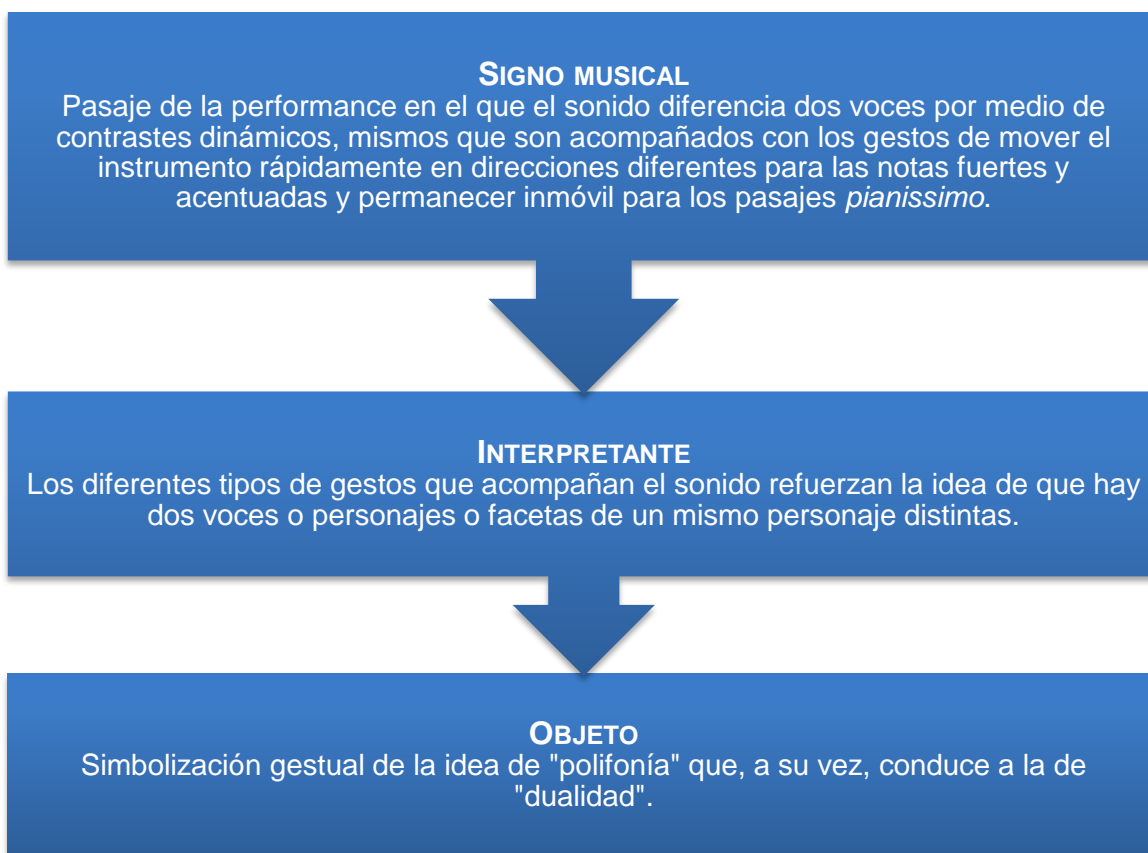 SIGNO MUSICAL
Pasaje de la performance en el que el sonido diferencia dos voces por medio de
contrastes dinámicos, mismos que son acompañados con los gestos de mover el
instrumento rápidamente en direcciones diferentes para las notas fuertes y
acentuadas y permanecer inmóvil para los pasajes pianissimo.
INTERPRETANTE
Los diferentes tipos de gestos que acompañan el sonido refuerzan la idea de que hay
dos voces o personajes o facetas de un mismo personaje distintas.
OBJETO
Simbolización gestual de la idea de "polifonía" que, a su vez, conduce a la de
"dualidad".